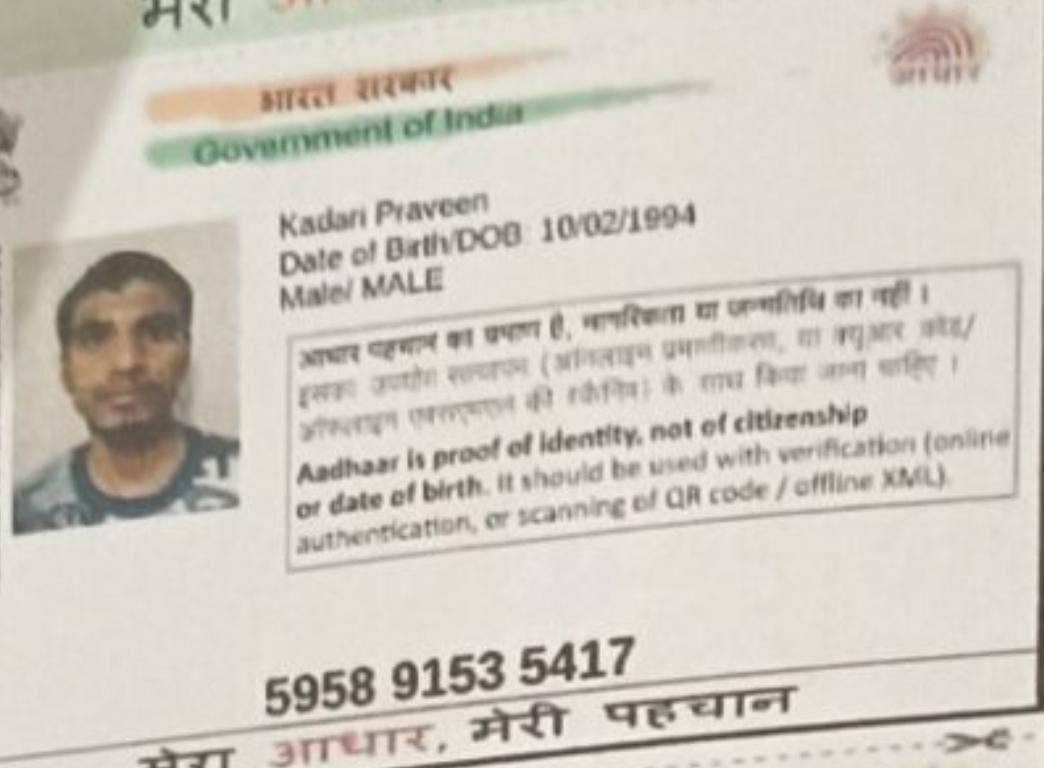 मेरा
भारत सरकार
Government of India
आधार
Kadari Praveen
Date of Birth/DOB: 10/02/1994
Male/ MALE
आधार पहचान का प्रमाण है, नागरिकता या जन्मतिथि का नहीं ।
इसका उपयोग सत्यापन (ऑनलाइन प्रमाणीकरण, या क्यूआर कोड/
ऑफलाइन एक्सएमएल की स्कैनिंग) के साथ किया जाना चाहिए ।
Aadhaar is proof of identity, not of citizenship
or date of birth. It should be used with verification (online
authentication, or scanning of QR code / offline XML).
5958 9153 5417
मेरा आधार, मेरी पहचान